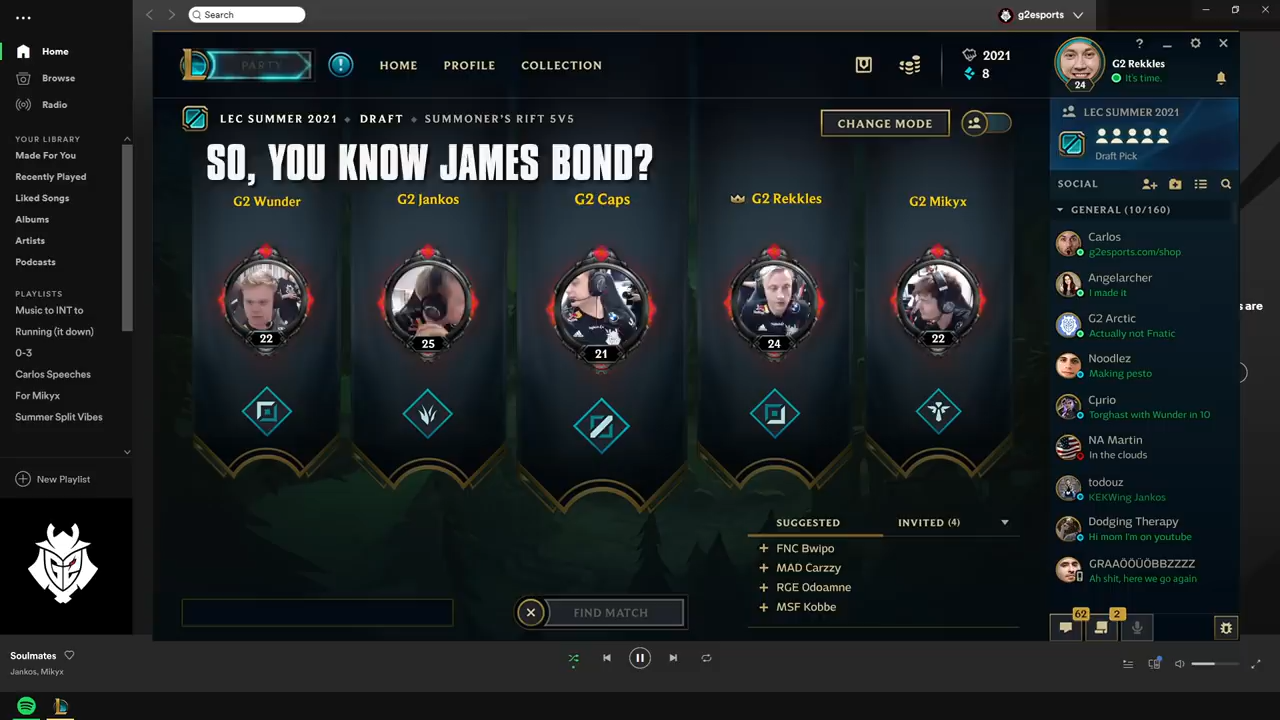 Search
g2esports
Home
Browse
Radio
YOUR LIBRARY
Made For You
Recently Played
Liked Songs
Albums
Artists
Podcasts
PLAYLISTS
Music to INT to
Running (it down)
0-3
Carlos Speeches
For Mikyx
Summer Split Vibes
New Playlist
Soulmates
Jankos, Mikyx
PARTY
HOME
PROFILE
COLLECTION
2021
8
LEC SUMMER 2021 DRAFT SUMMONER'S RIFT 5V5
CHANGE MODE
SO, YOU KNOW JAMES BOND?
G2 Wunder
22
G2 Jankos
25
G2 Caps
21
G2 Rekkles
24
G2 Mikyx
22
SUGGESTED
INVITED (4)
+ FNC Bwipo
+ MAD Carzzy
+ RGE Odoamne
+ MSF Kobbe
FIND MATCH
G2 Rekkles
It's time.
24
LEC SUMMER 2021
Draft Pick
SOCIAL
GENERAL (10/160)
Carlos
g2esports.com/shop
Angelarcher
I made it
G2 Arctic
Actually not Fnatic
Noodlez
Making pesto
Cyrio
Torghast with Wunder in 10
NA Martin
In the clouds
todouz
KEKWing Jankos
Dodging Therapy
Hi mom I'm on youtube
GRAAÖÖÜÖBBZZZZ
Ah shit, here we go again
62
2
s are